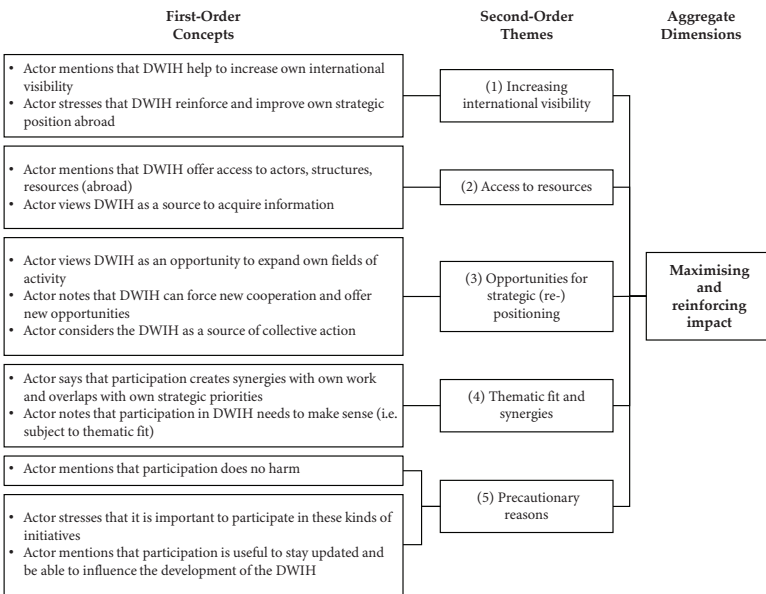 First-Order
Concepts
Second-Order
Themes
Aggregate
Dimensions
• Actor mentions that DWIH help to increase own international
visibility
• Actor stresses that DWIH reinforce and improve own strategic
position abroad
(1) Increasing
international visibility
• Actor mentions that DWIH offer access to actors, structures,
resources (abroad)
• Actor views DWIH as a source to acquire information
(2) Access to resources
• Actor views DWIH as an opportunity to expand own fields of
activity
• Actor notes that DWIH can force new cooperation and offer
new opportunities
• Actor considers the DWIH as a source of collective action
(3) Opportunities for
strategic (re-)
positioning
Maximising
and
reinforcing
impact
• Actor says that participation creates synergies with own work
and overlaps with own strategic priorities
• Actor notes that participation in DWIH needs to make sense (i.e.
subject to thematic fit)
(4) Thematic fit and
synergies
• Actor mentions that participation does no harm
• Actor stresses that it is important to participate in these kinds of
initiatives
• Actor mentions that participation is useful to stay updated and
be able to influence the development of the DWIH
(5) Precautionary
reasons